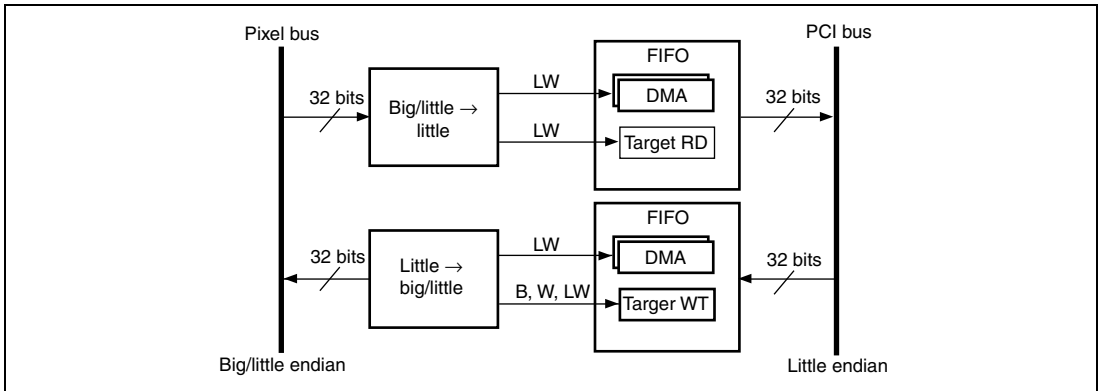 Pixel bus
PCI bus
FIFO
32 bits
Big/little →
little
LW
DMA
32 bits
LW
Target RD
FIFO
32 bits
Little →
big/little
LW
DMA
32 bits
B, W, LW
Targer WT
Big/little endian
Little endian